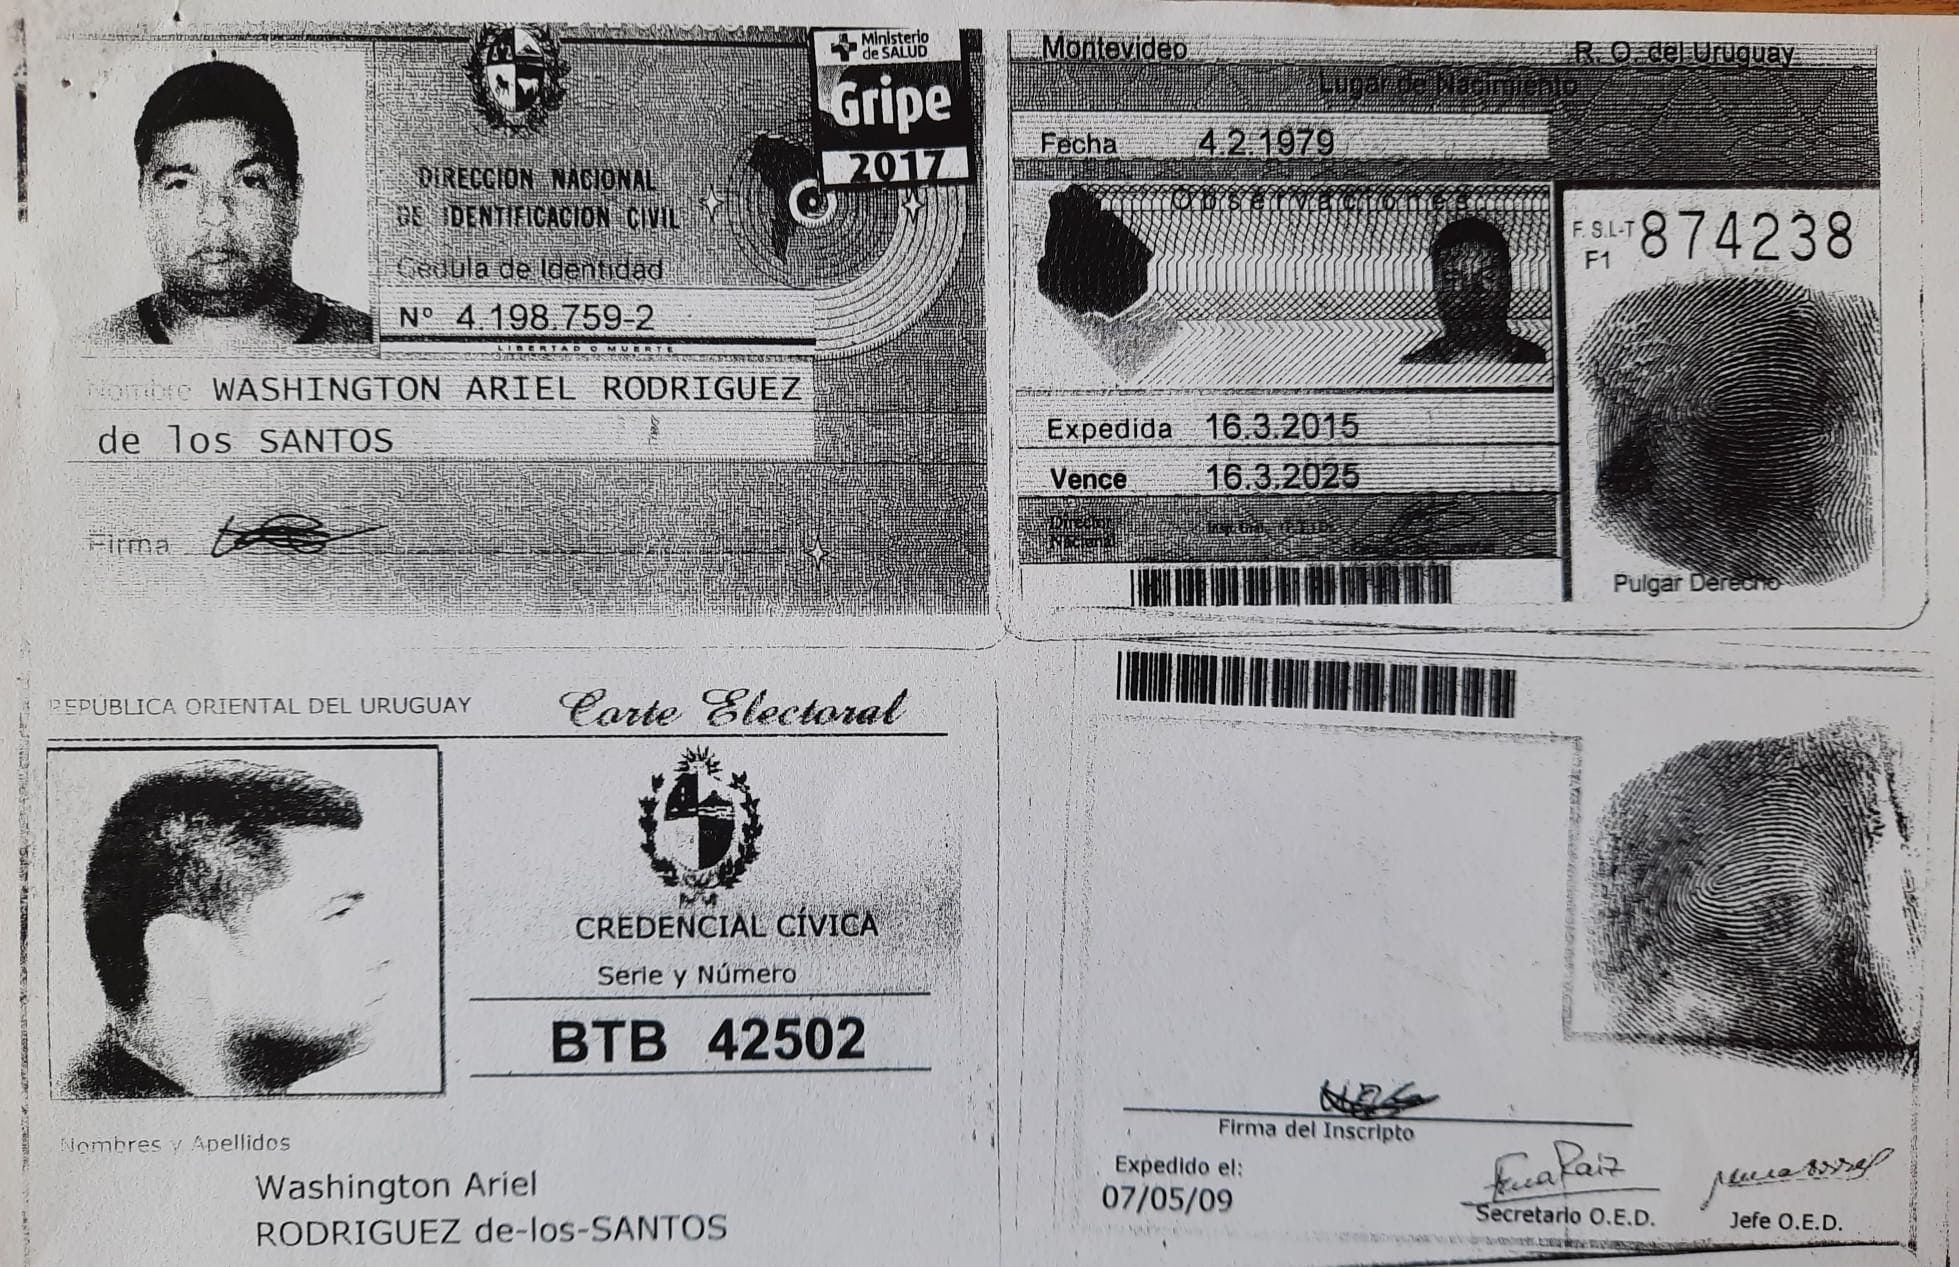 Ministerio
de SALUD
Gripe
2017
DIRECCION NACIONAL
DE IDENTIFICACION CIVIL
Cédula de Identidad
Nº 4.198.759-2
LIBERTAD O MUERTE
Nombre WASHINGTON ARIEL RODRIGUEZ
de los SANTOS
Firma
Montevideo R. O. del Uruguay
Lugar de Nacimiento
Fecha 4.2.1979
Observaciones
F.S.L-T 874238
F1
Expedida 16.3.2015
Vence 16.3.2025
Director
Nacional
Pulgar Derecho
REPUBLICA ORIENTAL DEL URUGUAY Corte Electoral
CREDENCIAL CÍVICA
Serie y Número
BTB 42502
Nombres y Apellidos
Washington Ariel
RODRIGUEZ de-los-SANTOS
Firma del Inscripto
Expedido el:
07/05/09
Secretario O.E.D.
Jefe O.E.D.